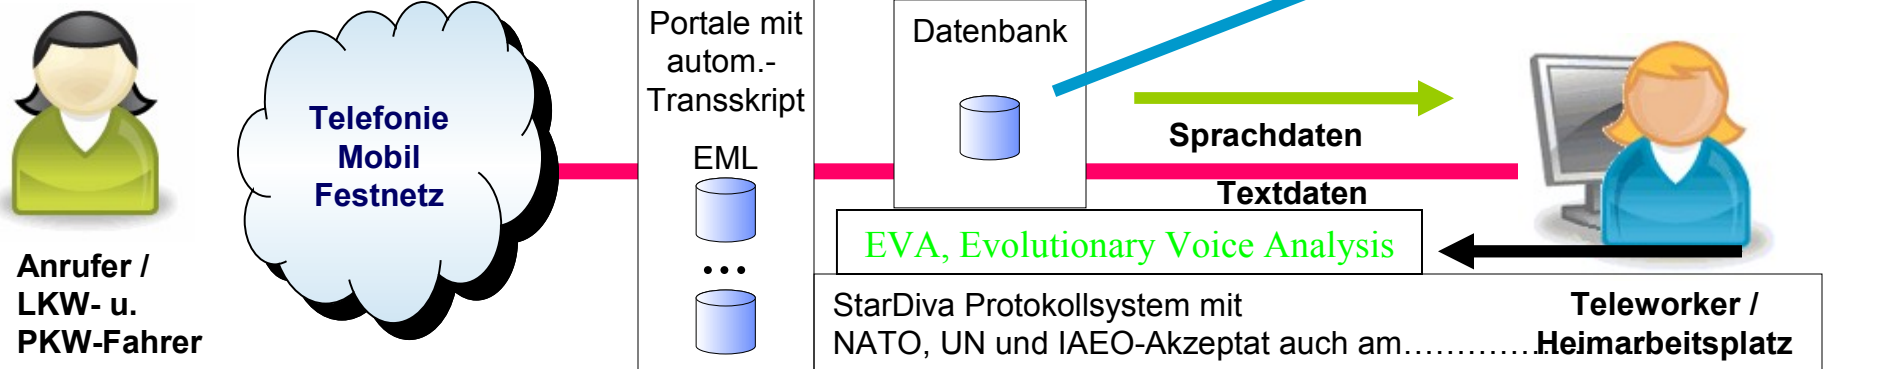 Anrufer /
LKW- u.
PKW-Fahrer
Telefonie
Mobil
Festnetz
Portale mit
autom.-
Transskript
EML
...
Datenbank
Sprachdaten
Textdaten
EVA, Evolutionary Voice Analysis
StarDiva Protokollsystem mit
NATO, UN und IAEO-Akzeptat auch am..................
Teleworker /
Heimarbeitsplatz